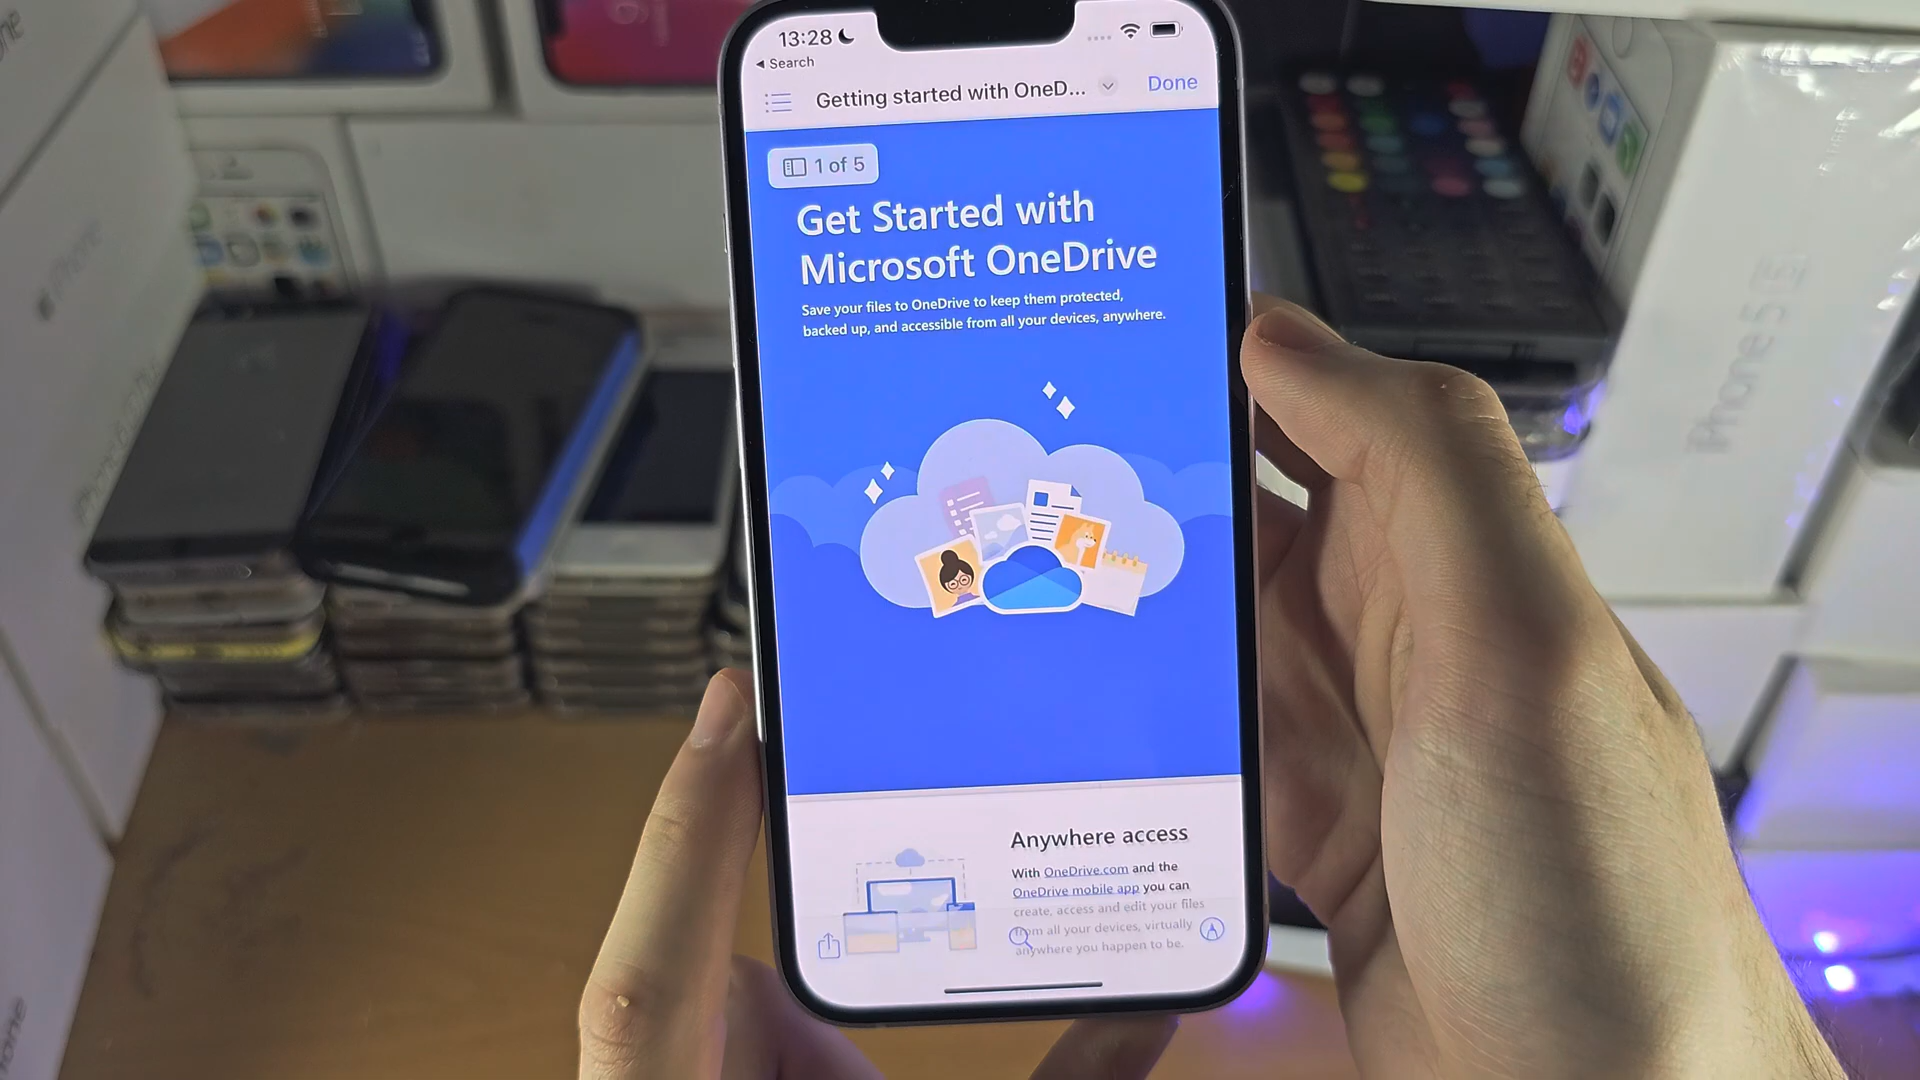 13:28
Search
Getting started with OneD...
Done
1 of 5
Get Started with
Microsoft OneDrive
Save your files to OneDrive to keep them protected,
backed up, and accessible from all your devices, anywhere.
Anywhere access
With OneDrive.com and the
OneDrive mobile app you can
create, access and edit your files
from all your devices, virtually
anywhere you happen to be.
iPhone
iPhone 5